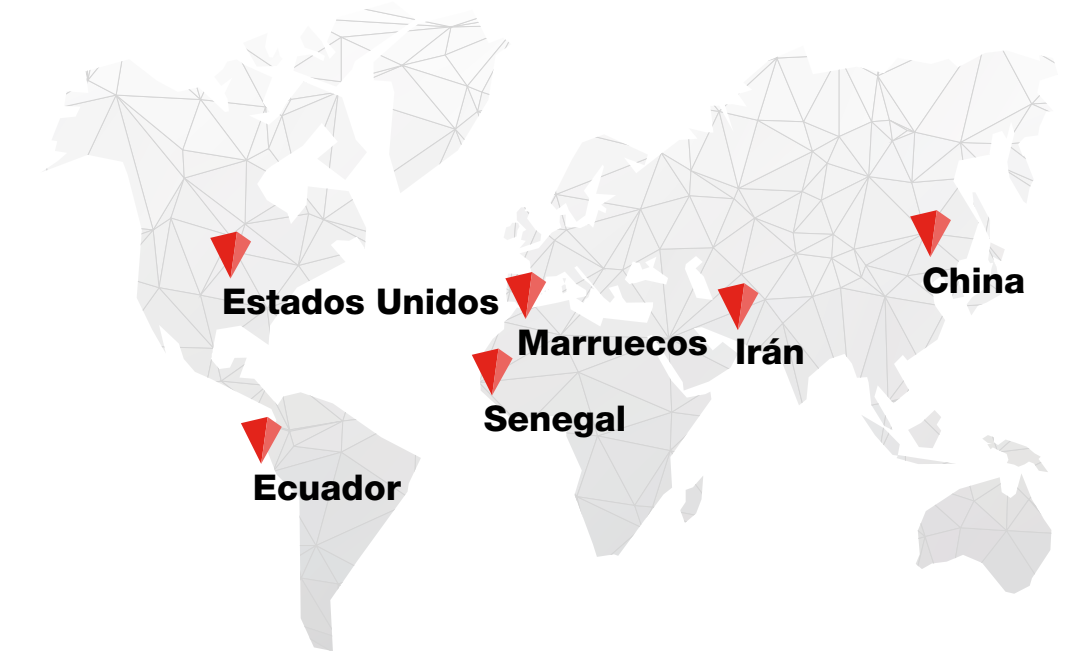 China
Estados Unidos
Marruecos
Irán
Senegal
Ecuador